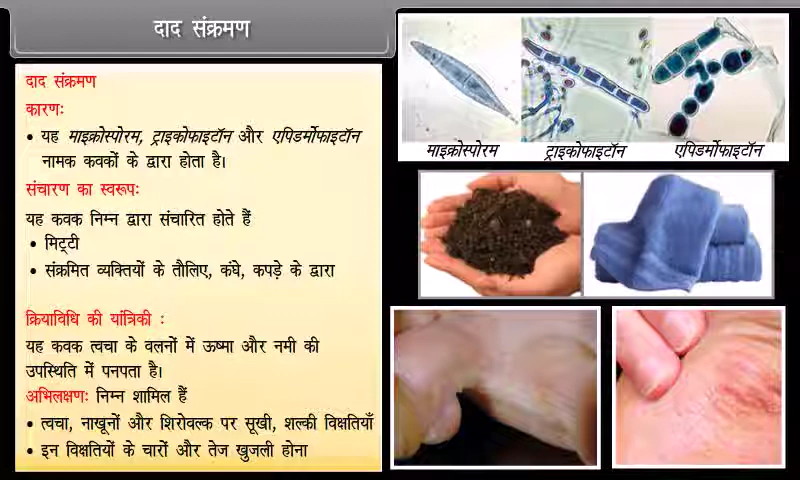 दाद संक्रमण
दाद संक्रमण
कारणः
• यह माइक्रोस्पोरम, ट्राइकोफाइटॉन और एपिडर्मोफाइटॉन
नामक कवकों के द्वारा होता है।
संचारण का स्वरूपः
यह कवक निम्न द्वारा संचारित होते हैं
• मिट्टी
• संक्रमित व्यक्तियों के तौलिए, कंघे, कपड़े के द्वारा
क्रियाविधि की यांत्रिकी :
यह कवक त्वचा के वलनों में ऊष्मा और नमी की
उपस्थिति में पनपता है।
अभिलक्षणः निम्न शामिल हैं
• त्वचा, नाखूनों और शिरोवल्क पर सूखी, शल्की विक्षतियाँ
• इन विक्षतियों के चारों और तेज खुजली होना
माइक्रोस्पोरम ट्राइकोफाइटॉन एपिडर्मोफाइटॉन